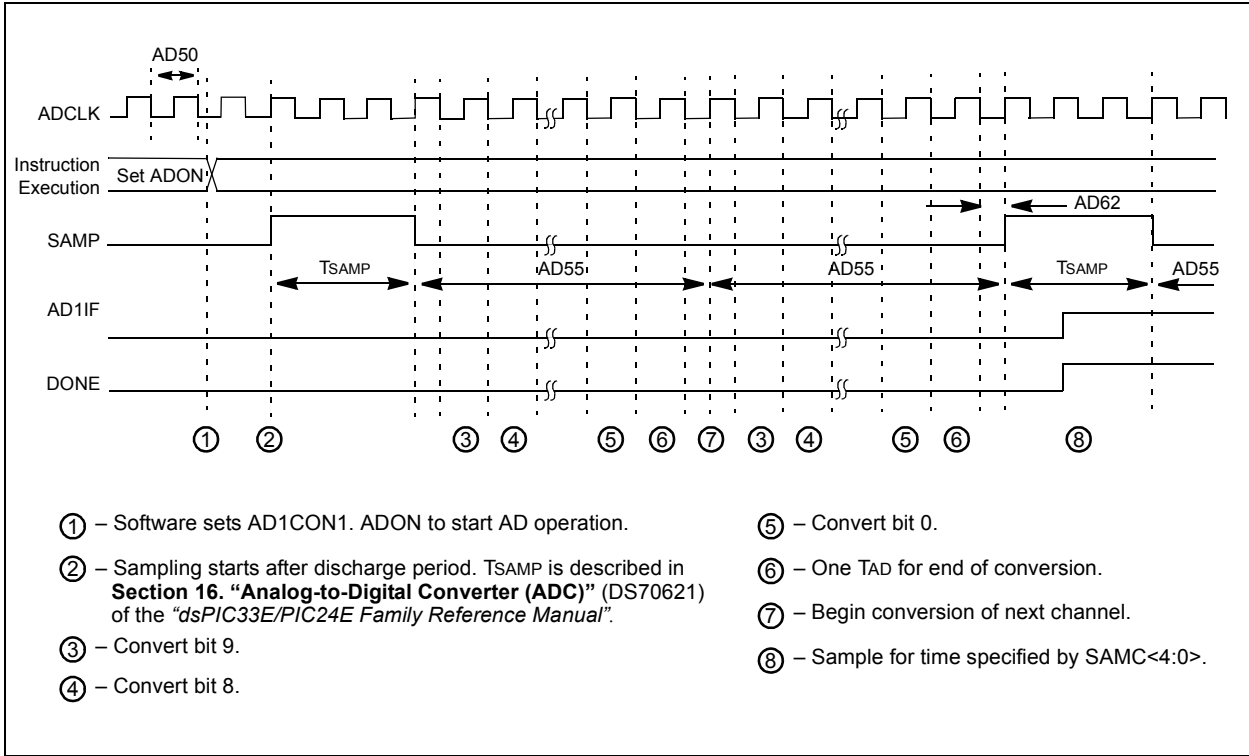 AD50
ADCLK
Instruction
Execution
Set ADON
AD62
SAMP
TSAMP
AD55
AD55
TSAMP
AD55
AD1IF
DONE
1
2
3
4
5
6
7
3
4
5
6
8
1 – Software sets AD1CON1. ADON to start AD operation.
2 – Sampling starts after discharge period. TSAMP is described in
Section 16. “Analog-to-Digital Converter (ADC)” (DS70621)
of the “dsPIC33E/PIC24E Family Reference Manual”.
3 – Convert bit 9.
4 – Convert bit 8.
5 – Convert bit 0.
6 – One TAD for end of conversion.
7 – Begin conversion of next channel.
8 – Sample for time specified by SAMC<4:0>.